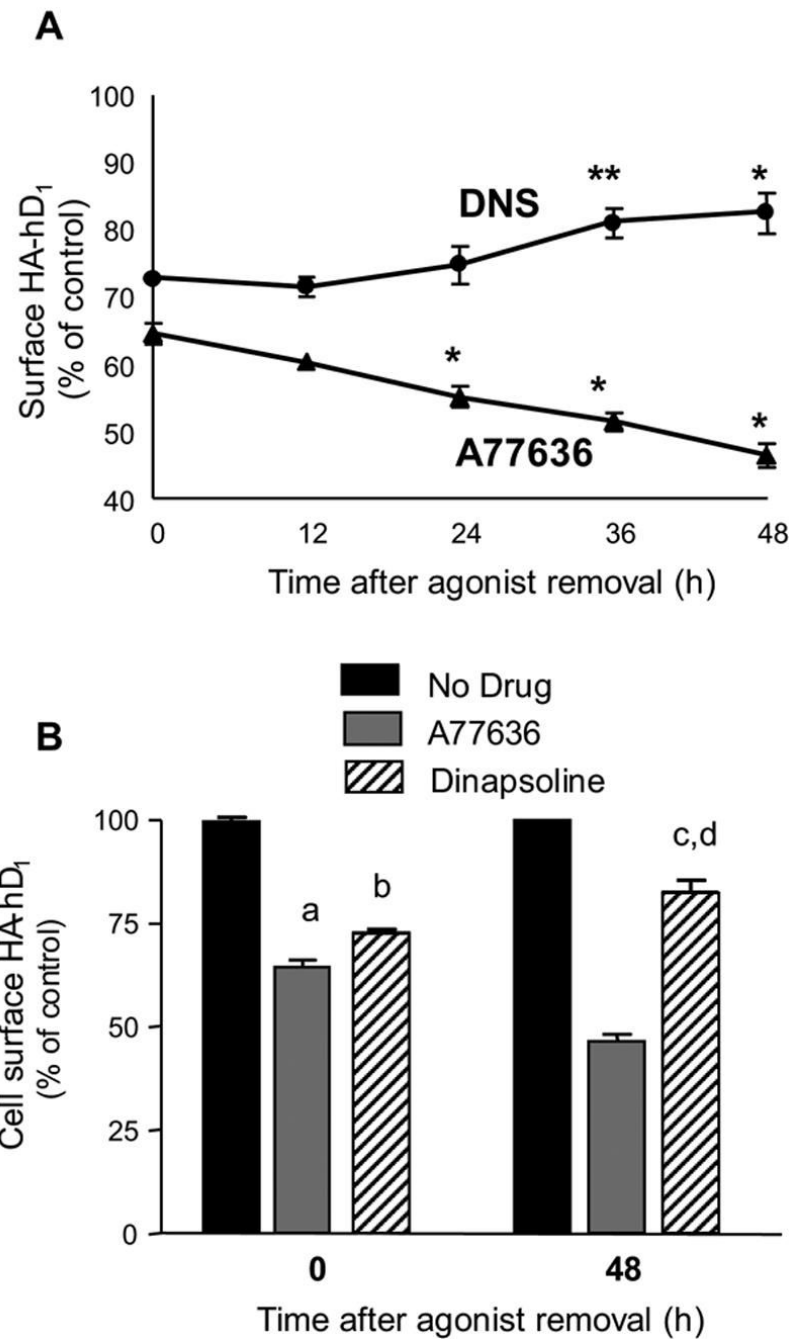 A
100
90
80
70
60
50
40
Surface HA-hD1
(% of control)
DNS
**
*
*
*
*
A77636
0 12 24 36 48
Time after agonist removal (h)
No Drug
A77636
Dinapsoline
B
100
75
50
25
0
Cell surface HA-hD1
(% of control)
a
b
c,d
0 48
Time after agonist removal (h)